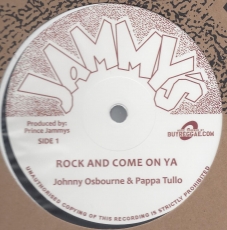 JAMMYS
Produced by:
Prince Jammys
SIDE 1
BUYREGGAE.COM
ROCK AND COME ON YA
Johnny Osbourne & Pappa Tullo
UNAUTHORISED COPYING OF THIS RECORDING IS STRICTLY PROHIBITED